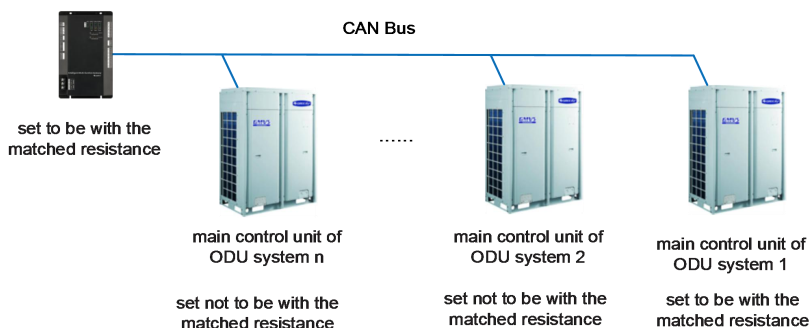 CAN Bus
set to be with the
matched resistance
......
main control unit of
ODU system n
set not to be with the
matched resistance
main control unit of
ODU system 2
set not to be with the
matched resistance
main control unit of
ODU system 1
set to be with the
matched resistance